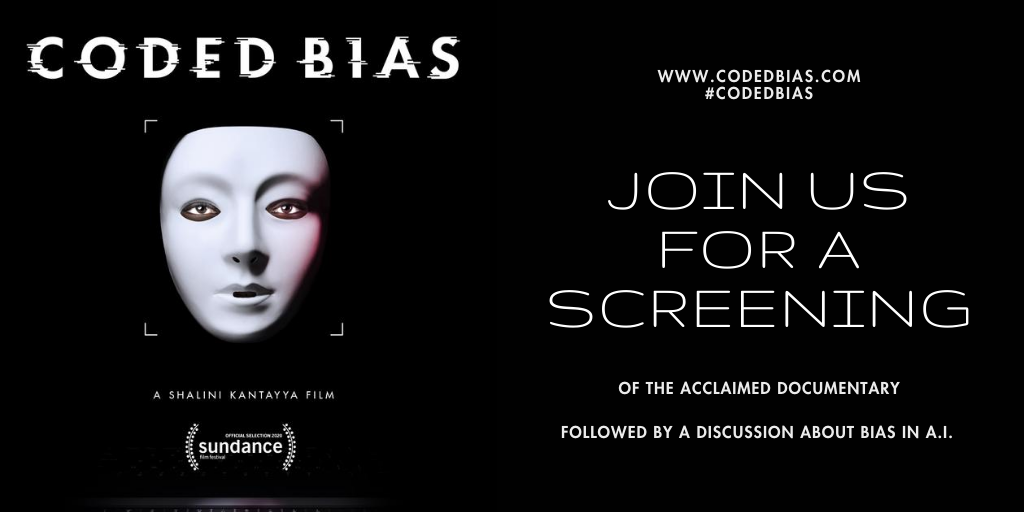 CODED BIAS
A SHALINI KANTAYYA FILM
OFFICIAL SELECTION 2020
sundance
film festival
WWW.CODEDBIAS.COM
#CODEDBIAS
JOIN US
FOR A
SCREENING
OF THE ACCLAIMED DOCUMENTARY
FOLLOWED BY A DISCUSSION ABOUT BIAS IN A.I.